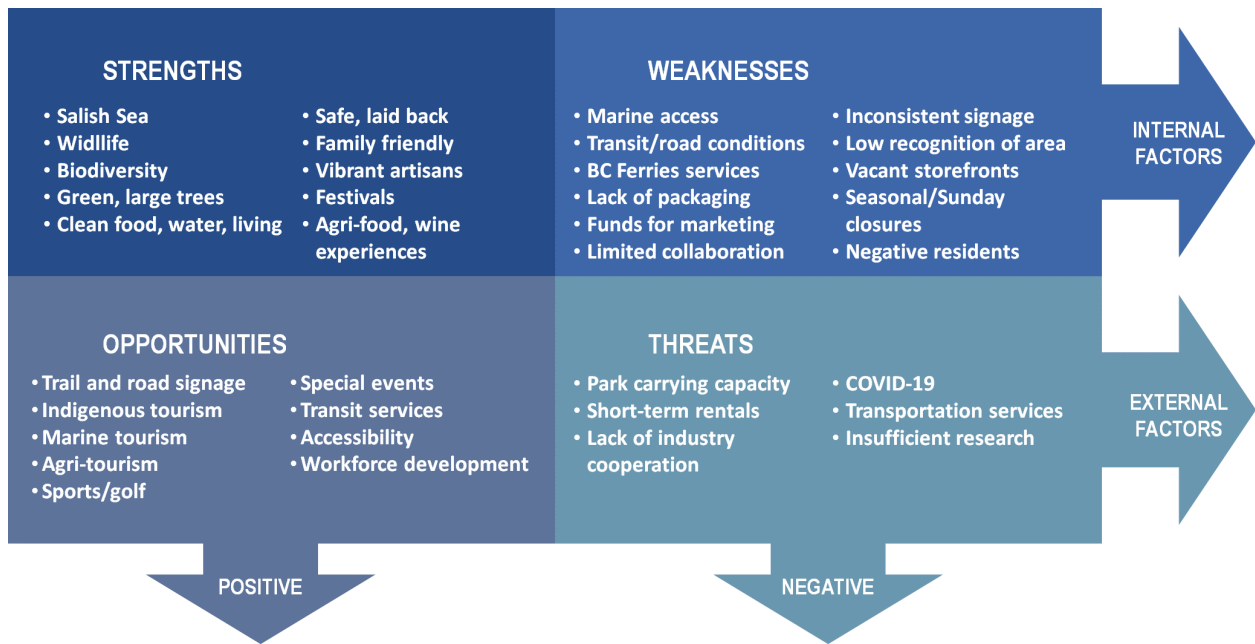 STRENGTHS
• Salish Sea
• Widllife
• Biodiversity
• Green, large trees
• Clean food, water, living
• Safe, laid back
• Family friendly
• Vibrant artisans
• Festivals
• Agri-food, wine
experiences
WEAKNESSES
• Marine access
• Transit/road conditions
• BC Ferries services
• Lack of packaging
• Funds for marketing
• Limited collaboration
• Inconsistent signage
• Low recognition of area
• Vacant storefronts
• Seasonal/Sunday
closures
• Negative residents
INTERNAL
FACTORS
OPPORTUNITIES
• Trail and road signage
• Indigenous tourism
• Marine tourism
• Agri-tourism
• Sports/golf
• Special events
• Transit services
• Accessibility
• Workforce development
THREATS
• Park carrying capacity
• Short-term rentals
• Lack of industry
cooperation
• COVID-19
• Transportation services
• Insufficient research
EXTERNAL
FACTORS
POSITIVE
NEGATIVE